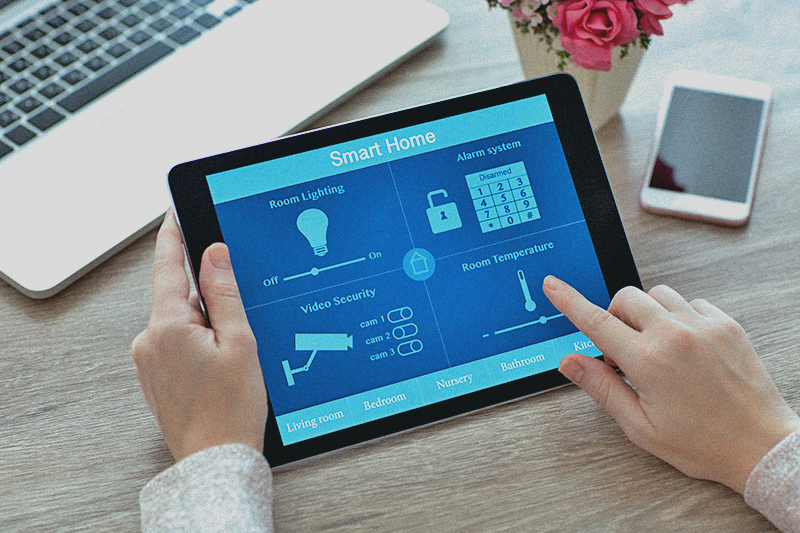 Smart Home
Room Lighting
Off On
Alarm system
Disarmed
1 2 3
4 5 6
7 8 9
* 0 #
Video Security
cam 1
cam 2
cam 3
Room Temperature
Living room Bedroom Nursery Bathroom Kitc